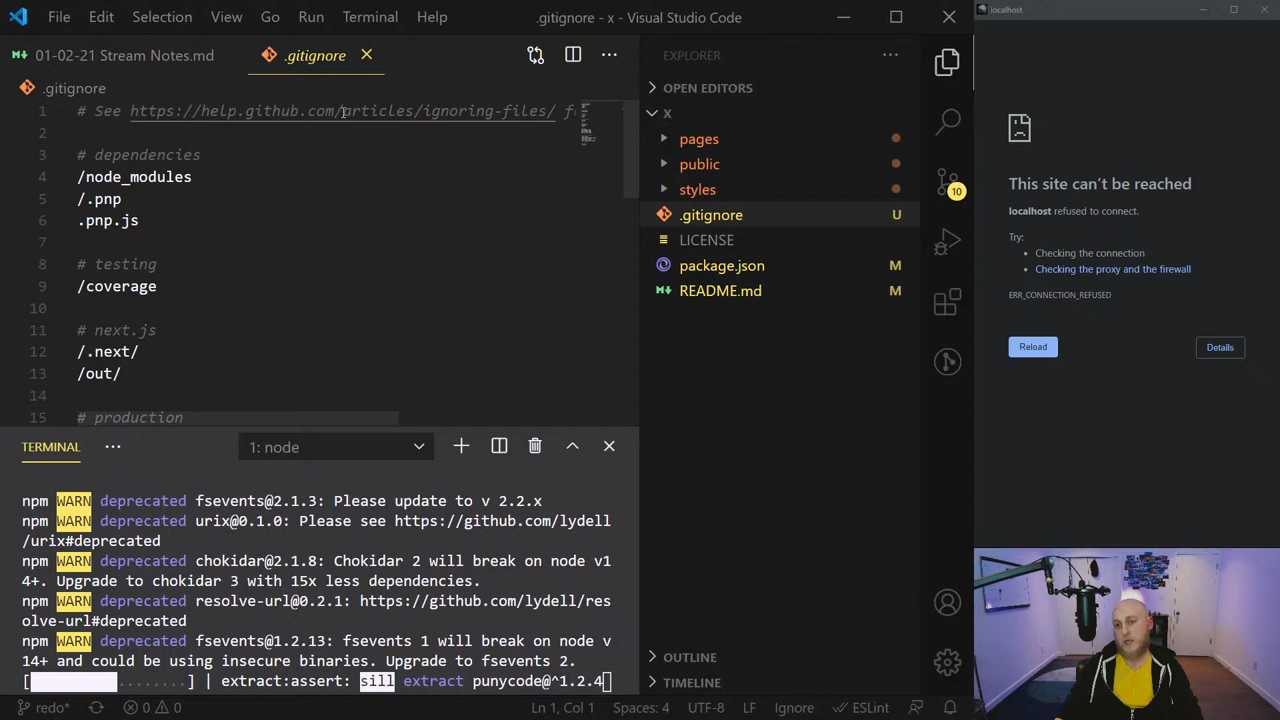 File Edit Selection View Go Run Terminal Help .gitignore - x - Visual Studio Code
01-02-21 Stream Notes.md .gitignore
.gitignore
1 # See https://help.github.com/articles/ignoring-files/ f
2
3 # dependencies
4 /node_modules
5 /.pnp
6 .pnp.js
7
8 # testing
9 /coverage
10
11 # next.js
12 /.next/
13 /out/
14
15 # production
TERMINAL ... 1: node
npm WARN deprecated fsevents@2.1.3: Please update to v 2.2.x
npm WARN deprecated urix@0.1.0: Please see https://github.com/lydell
/urix#deprecated
npm WARN deprecated chokidar@2.1.8: Chokidar 2 will break on node v1
4+. Upgrade to chokidar 3 with 15x less dependencies.
npm WARN deprecated resolve-url@0.2.1: https://github.com/lydell/res
olve-url#deprecated
npm WARN deprecated fsevents@1.2.13: fsevents 1 will break on node v
14+ and could be using insecure binaries. Upgrade to fsevents 2.
[ ........] | extract:assert: sill extract punycode@^1.2.4
redo* 0 0 Ln 1, Col 1 Spaces: 4 UTF-8 LF Ignore ESLint
EXPLORER ...
OPEN EDITORS
X
pages
public
styles
.gitignore U
LICENSE
package.json M
README.md M
OUTLINE
TIMELINE
10
localhost
This site can't be reached
localhost refused to connect.
Try:
• Checking the connection
• Checking the proxy and the firewall
ERR_CONNECTION_REFUSED
Reload Details